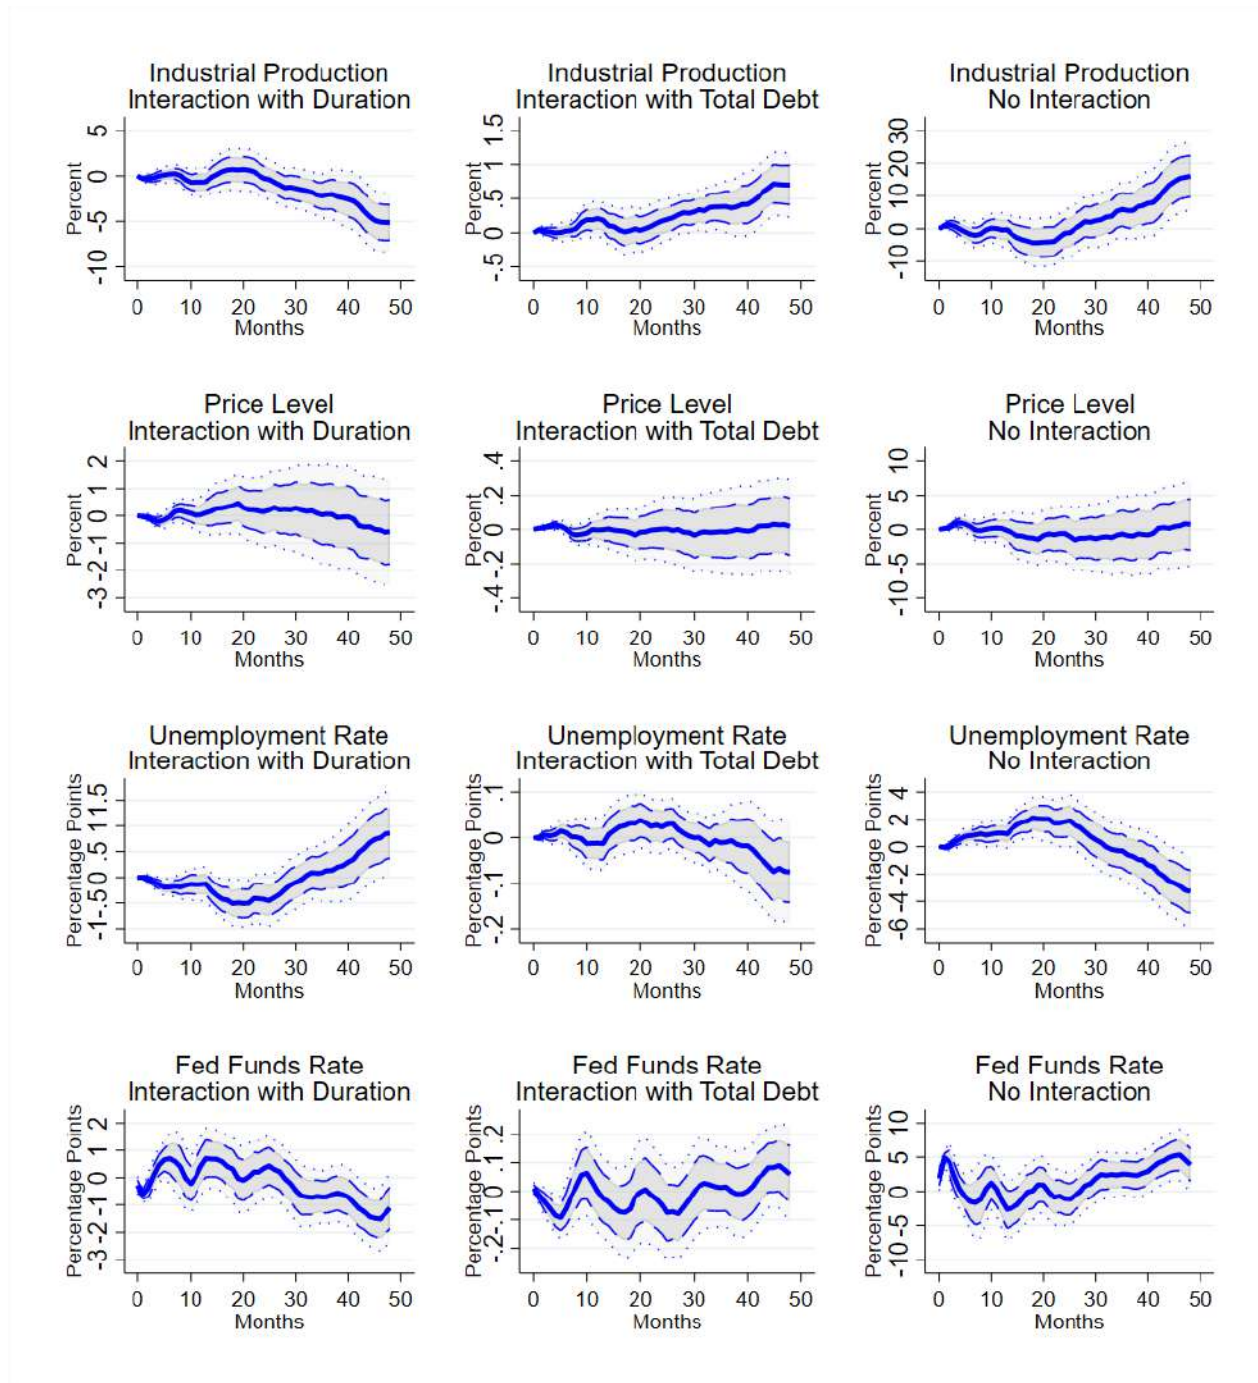 Industrial Production
Interaction with Duration
Percent
5
0
-5
-10
0 10 20 30 40 50
Months
Industrial Production
Interaction with Total Debt
Percent
1.5
1
.5
0
-.5
0 10 20 30 40 50
Months
Industrial Production
No Interaction
Percent
30
20
10
0
-10
0 10 20 30 40 50
Months
Price Level
Interaction with Duration
Percent
2
1
0
-1
-2
-3
0 10 20 30 40 50
Months
Price Level
Interaction with Total Debt
Percent
.4
.2
0
-.2
-.4
0 10 20 30 40 50
Months
Price Level
No Interaction
Percent
10
5
0
-5
-10
0 10 20 30 40 50
Months
Unemployment Rate
Interaction with Duration
Percentage Points
1.5
1
.5
0
-.5
-1
0 10 20 30 40 50
Months
Unemployment Rate
Interaction with Total Debt
Percentage Points
.1
0
-.1
-.2
0 10 20 30 40 50
Months
Unemployment Rate
No Interaction
Percentage Points
4
2
0
-2
-4
-6
0 10 20 30 40 50
Months
Fed Funds Rate
Interaction with Duration
Percentage Points
2
1
0
-1
-2
-3
0 10 20 30 40 50
Months
Fed Funds Rate
Interaction with Total Debt
Percentage Points
.2
.1
0
-.1
-.2
0 10 20 30 40 50
Months
Fed Funds Rate
No Interaction
Percentage Points
10
5
0
-5
-10
0 10 20 30 40 50
Months